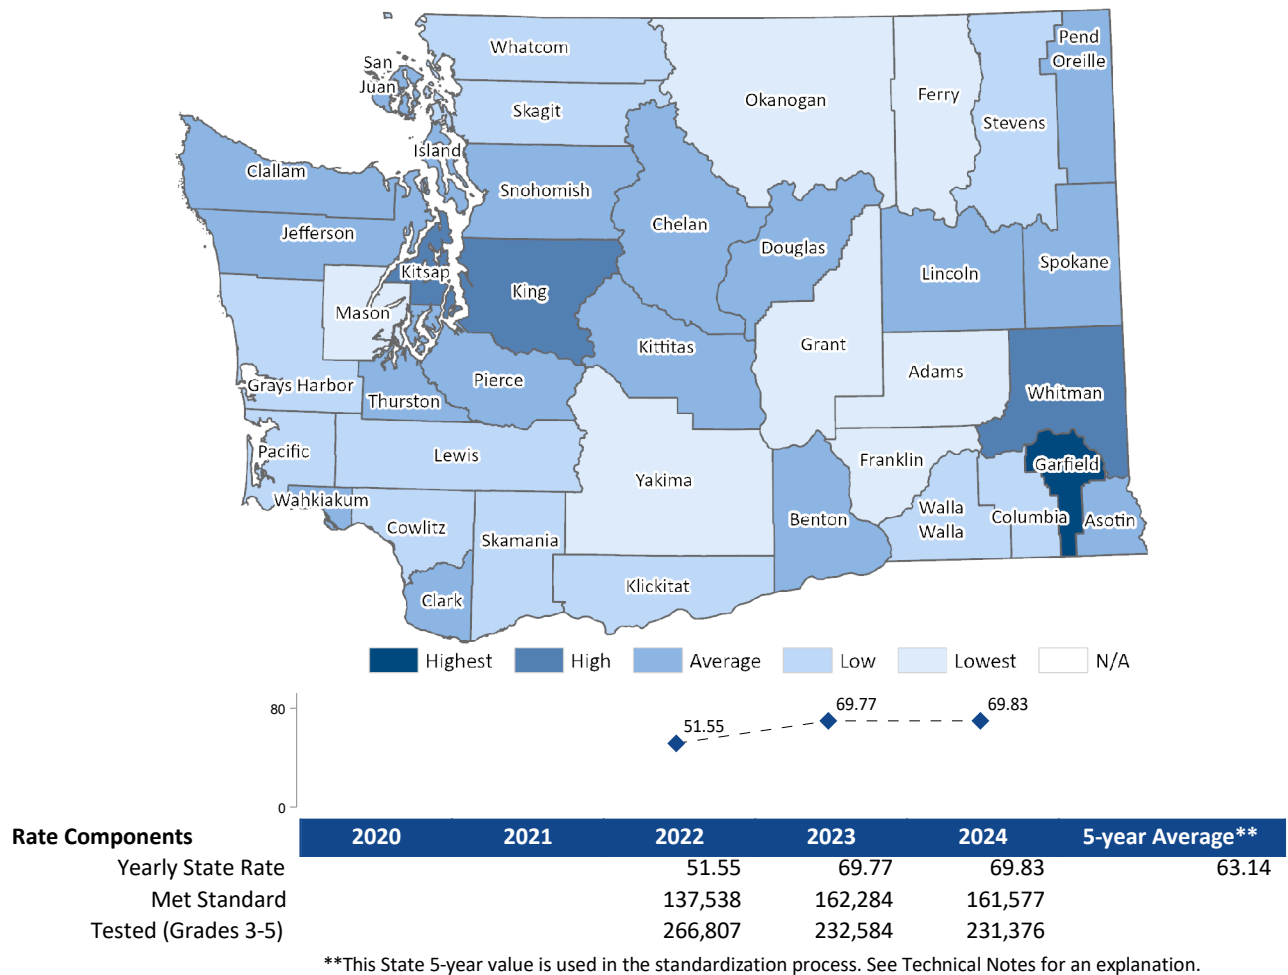 Whatcom
Okanogan
Ferry
Stevens
Pend
Oreille
San
Juan
Skagit
Island
Clallam
Snohomish
Chelan
Jefferson
Douglas
Kitsap
King
Lincoln
Spokane
Mason
Kittitas
Grant
Adams
Grays Harbor
Thurston
Pierce
Whitman
Pacific
Lewis
Yakima
Franklin
Garfield
Wahkiakum
Cowlitz
Skamania
Benton
Walla
Walla
Columbia
Asotin
Clark
Klickitat
Highest High Average Low Lowest N/A
80
51.55 69.77 69.83
0
Rate Components 2020 2021 2022 2023 2024 5-year Average**
Yearly State Rate 51.55 69.77 69.83 63.14
Met Standard 137,538 162,284 161,577
Tested (Grades 3-5) 266,807 232,584 231,376
**This State 5-year value is used in the standardization process. See Technical Notes for an explanation.